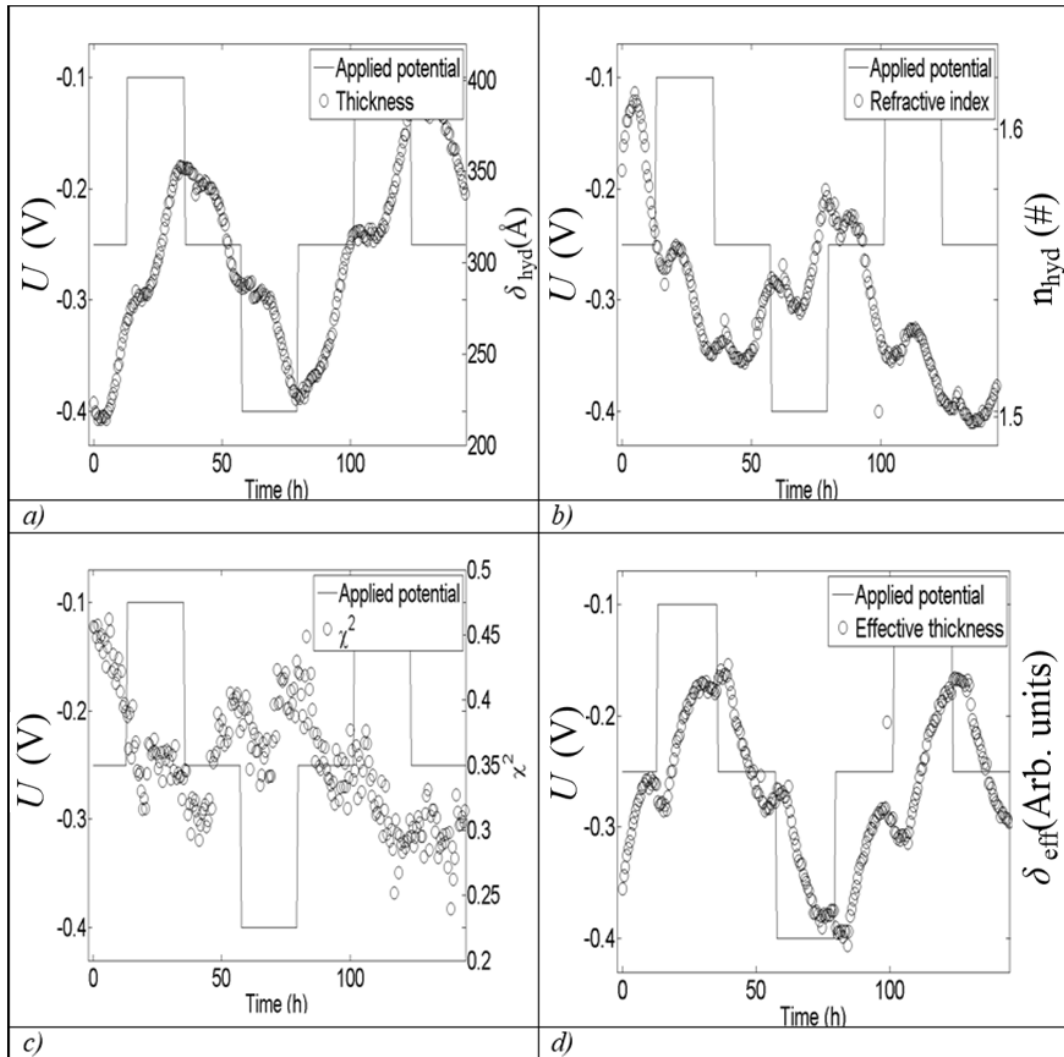 Applied potential
Thickness
-0.1
-0.2
-0.3
-0.4
U (V)
400
350
300
250
200
δhyd(Å)
0
50
100
Time (h)
a)
Applied potential
Refractive index
-0.1
-0.2
-0.3
-0.4
U (V)
1.6
1.5
nhyd (#)
0
50
100
Time (h)
b)
Applied potential
χ²
-0.1
-0.2
-0.3
-0.4
U (V)
0.5
0.45
0.4
0.35
0.3
0.25
0.2
χ²
0
50
100
Time (h)
c)
Applied potential
Effective thickness
-0.1
-0.2
-0.3
-0.4
U (V)
δeff(Arb. units)
0
50
100
Time (h)
d)